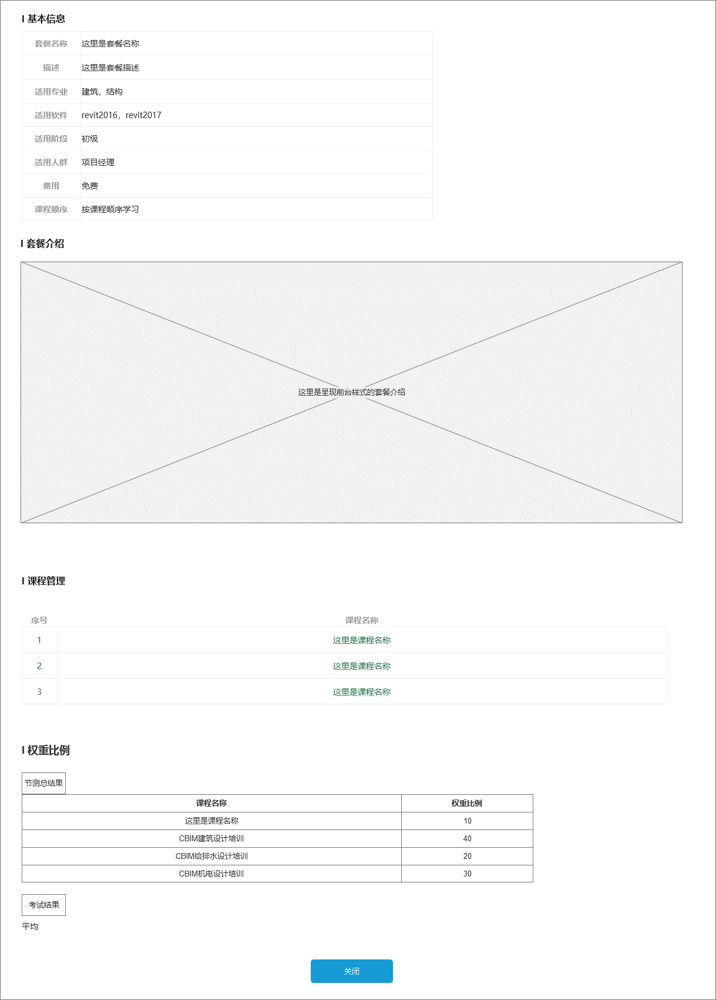 I 基本信息
套餐名称 这里是套餐名称
描述 这里是套餐描述
适用专业 建筑，结构
适用软件 revit2016，revit2017
适用阶段 初级
适用人群 项目经理
费用 免费
课程顺序 按课程顺序学习
I 套餐介绍
这里是呈现前台样式的套餐介绍
I 课程管理
序号 课程名称
1 这里是课程名称
2 这里是课程名称
3 这里是课程名称
I 权重比例
节测总结果
课程名称 权重比例
这里是课程名称 10
CBIM建筑设计培训 40
CBIM给排水设计培训 20
CBIM机电设计培训 30
考试结果
平均
关闭